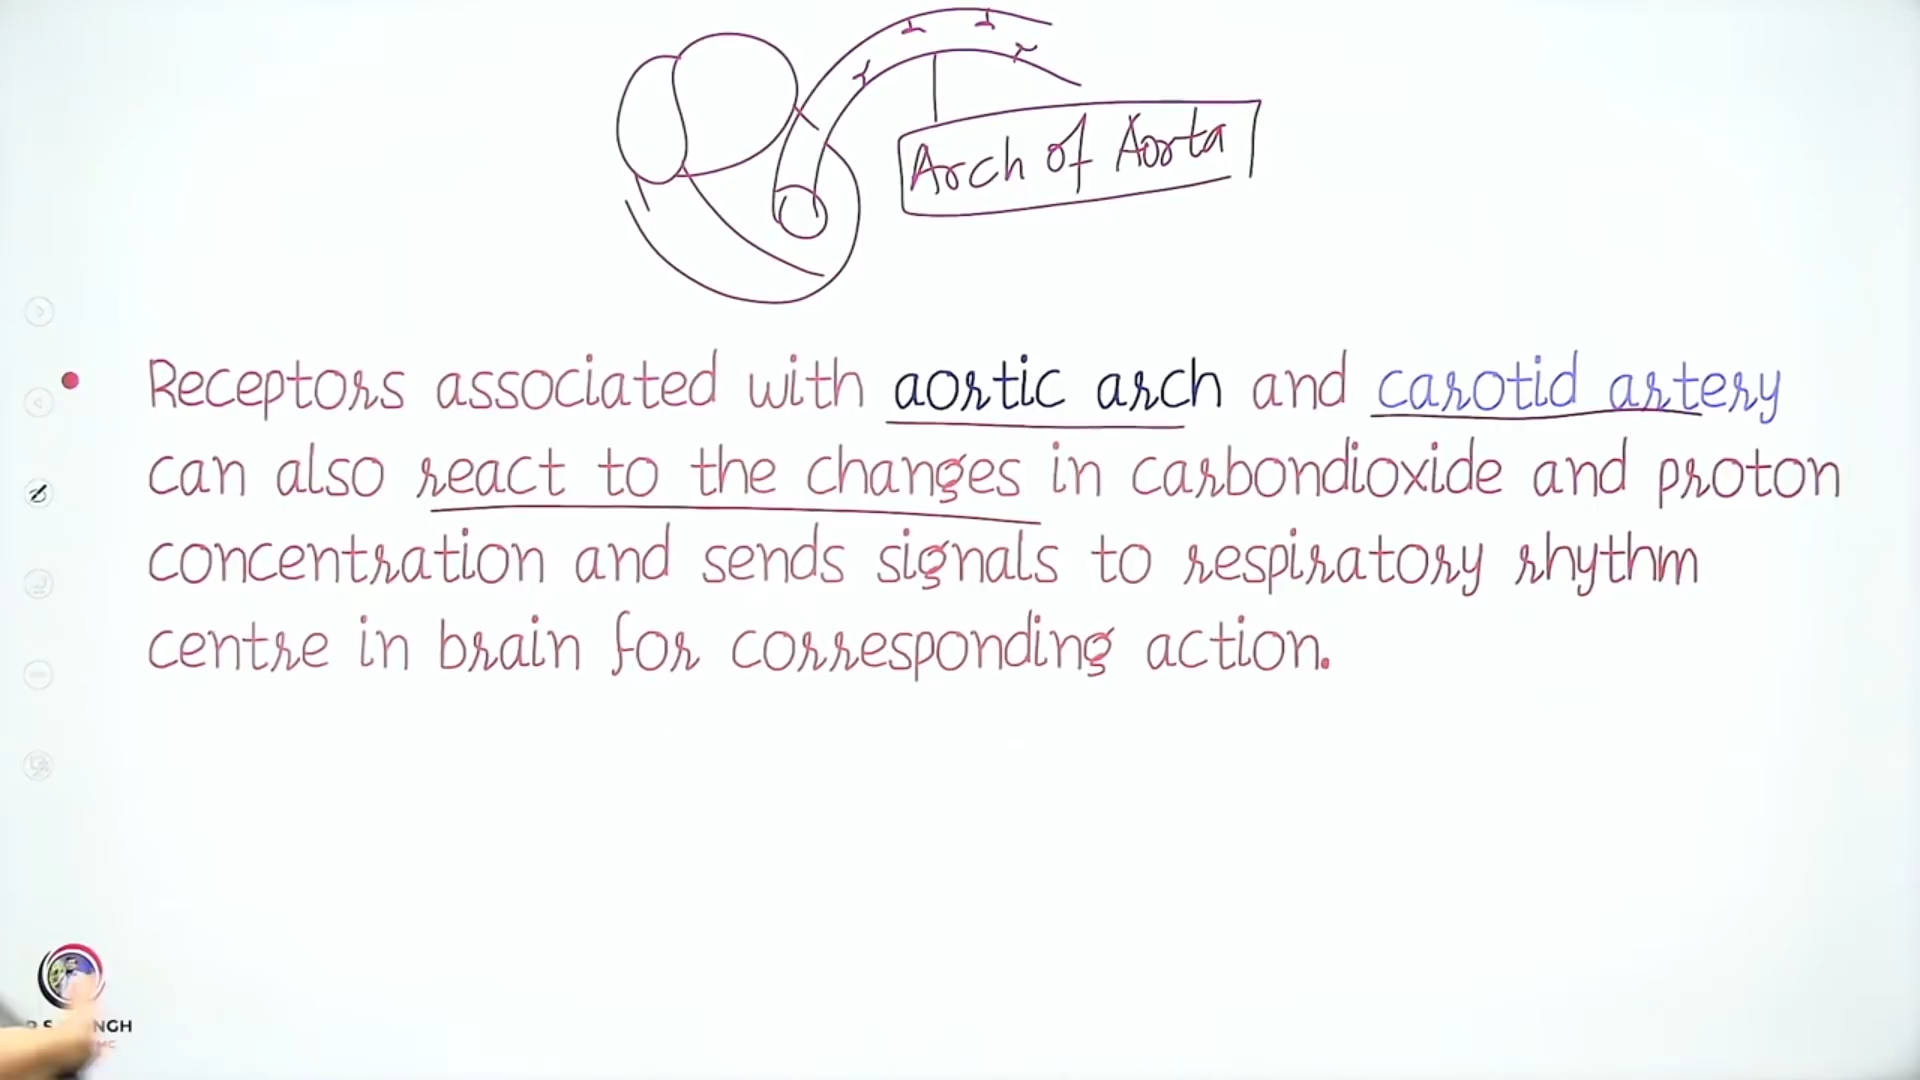 Arch of Aorta
Receptors associated with aortic arch and carotid artery
can also react to the changes in carbondioxide and proton
concentration and sends signals to respiratory rhythm
centre in brain for corresponding action.